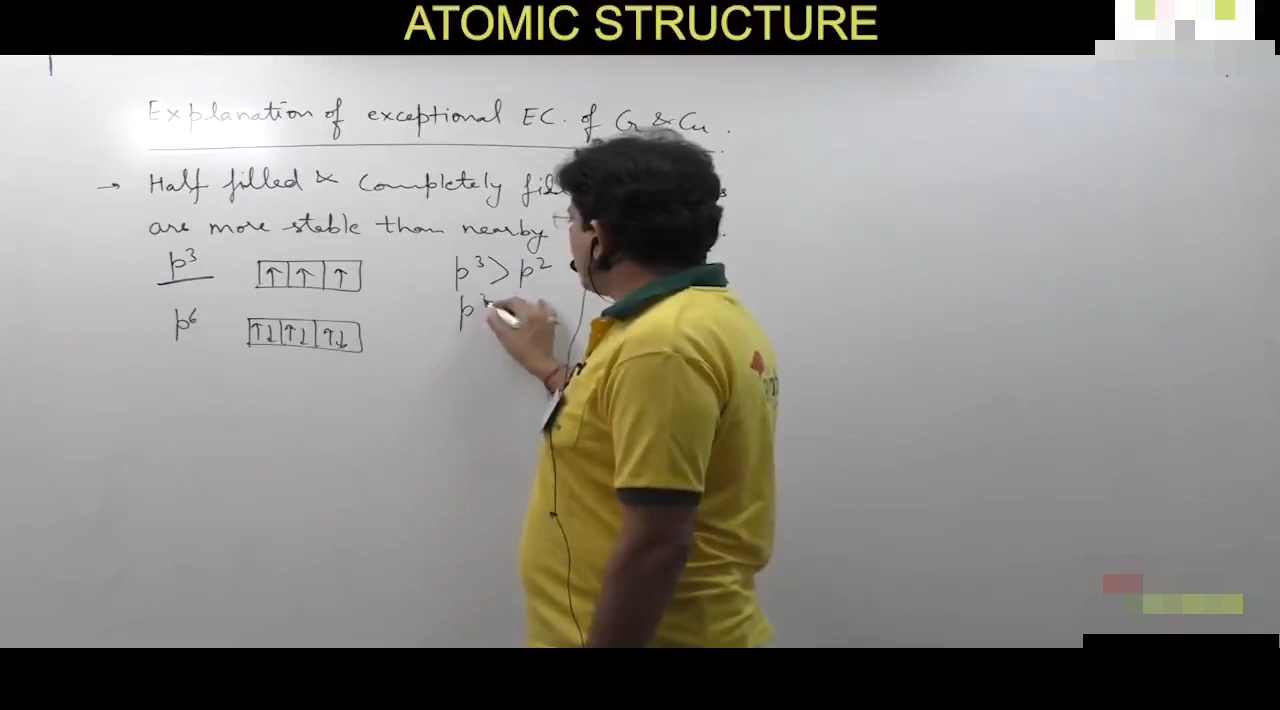 ATOMIC STRUCTURE
Explanation of exceptional EC. of Cr & Cu.
→ Half filled & Completely
are more stable than nearby
p³ ↑ ↑ ↑ p³ > p²
p⁶ ↑↓ ↑↓ ↑↓ p